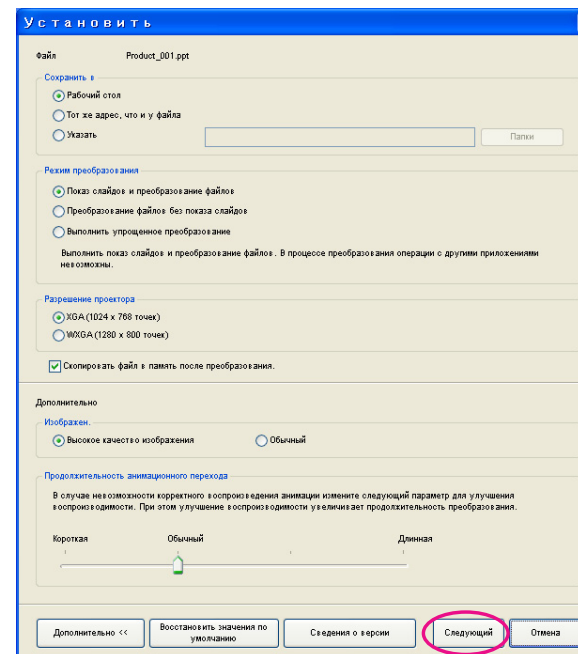 Установить
Файл Product_001.ppt
Сохранить в
Рабочий стол
Тот же адрес, что и у файла
Указать Папки
Режим преобразования
Показ слайдов и преобразование файлов
Преобразование файлов без показа слайдов
Выполнить упрощенное преобразование
Выполнить показ слайдов и преобразование файлов. В процессе преобразования операции с другими приложениями
невозможны.
Разрешение проектора
XGA (1024 x 768 точек)
WXGA (1280 x 800 точек)
Скопировать файл в память после преобразования.
Дополнительно
Изображен.
Высокое качество изображения Обычный
Продолжительность анимационного перехода
В случае невозможности корректного воспроизведения анимации измените следующий параметр для улучшения
воспроизводимости. При этом улучшение воспроизводимости увеличивает продолжительность преобразования.
Короткая Обычный Длинная
Дополнительно << Восстановить значения по умолчанию Сведения о версии Следующий Отмена